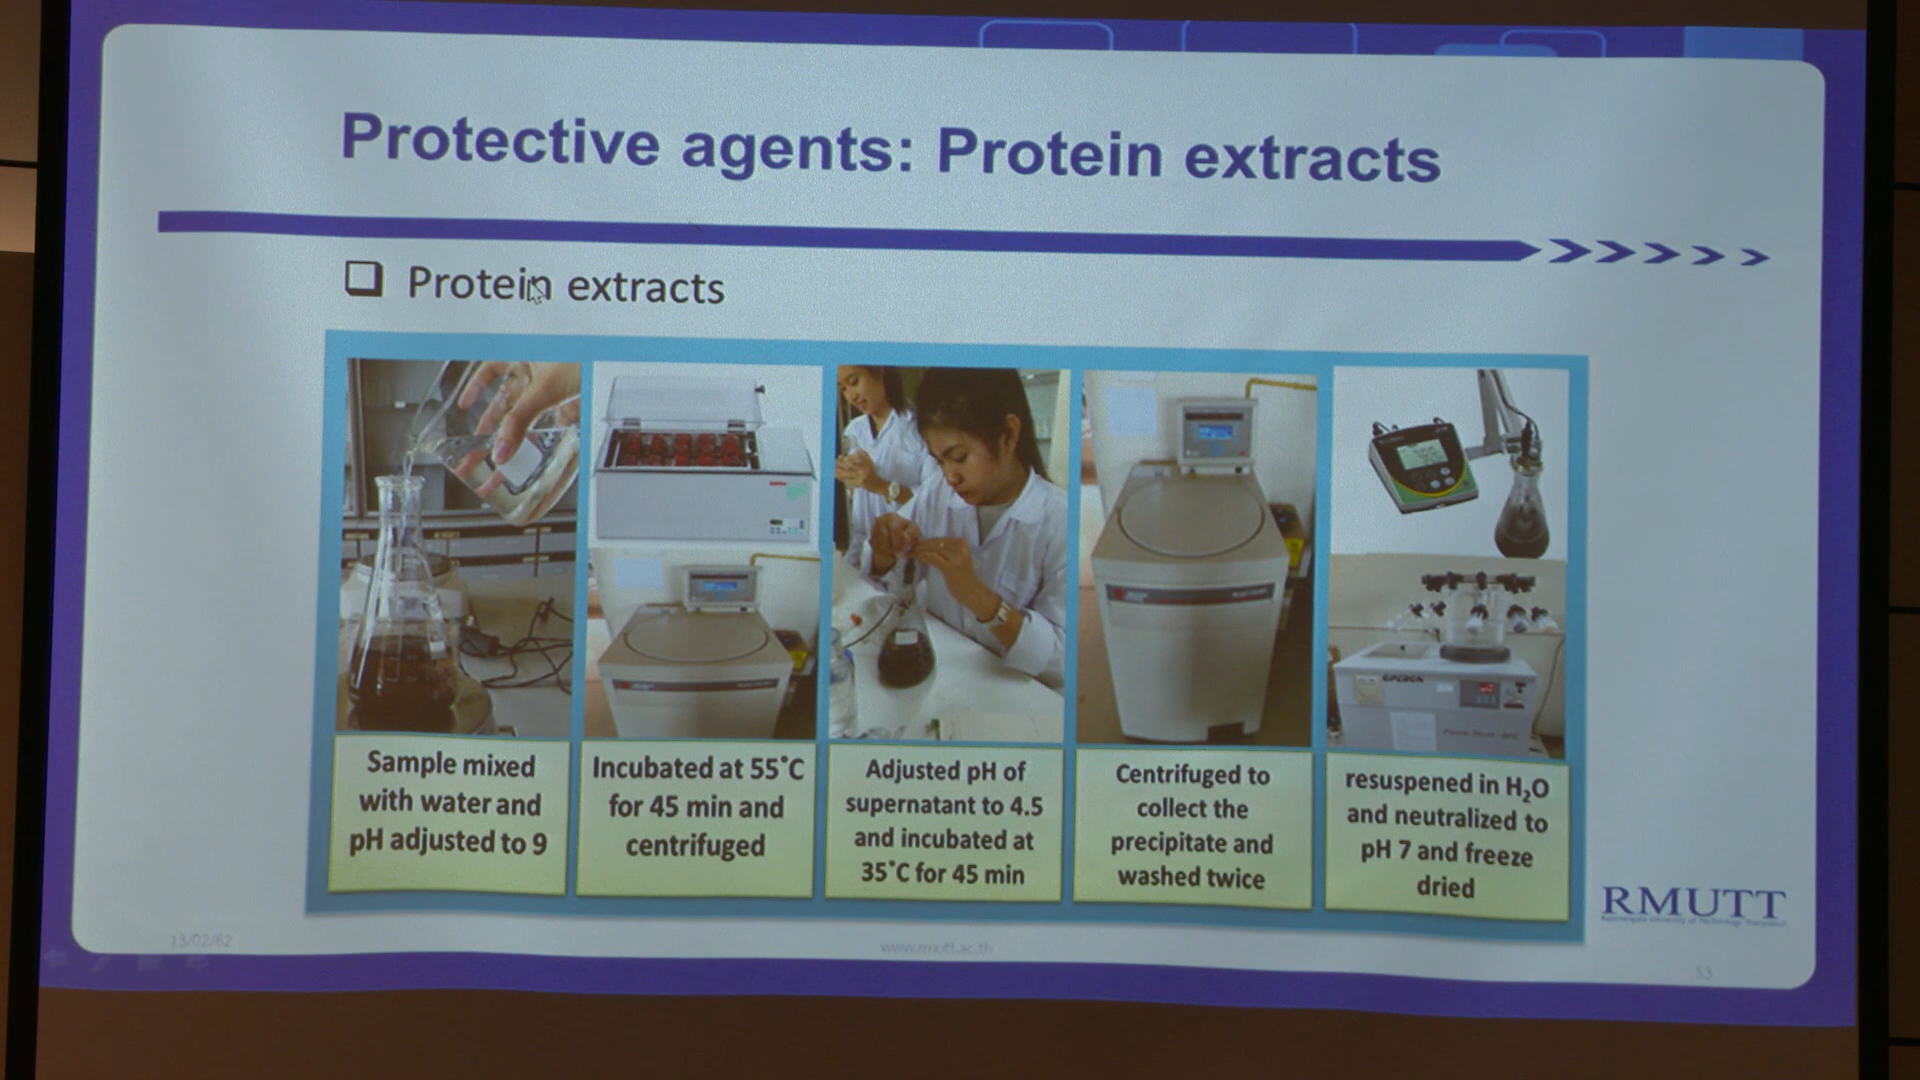 Protective agents: Protein extracts
Protein extracts
Sample mixed
with water and
pH adjusted to 9
Incubated at 55°C
for 45 min and
centrifuged
Adjusted pH of
supernatant to 4.5
and incubated at
35°C for 45 min
Centrifuged to
collect the
precipitate and
washed twice
resuspened in H₂O
and neutralized to
pH 7 and freeze
dried
RMUTT
13/02/62
www.rmutt.ac.th
53